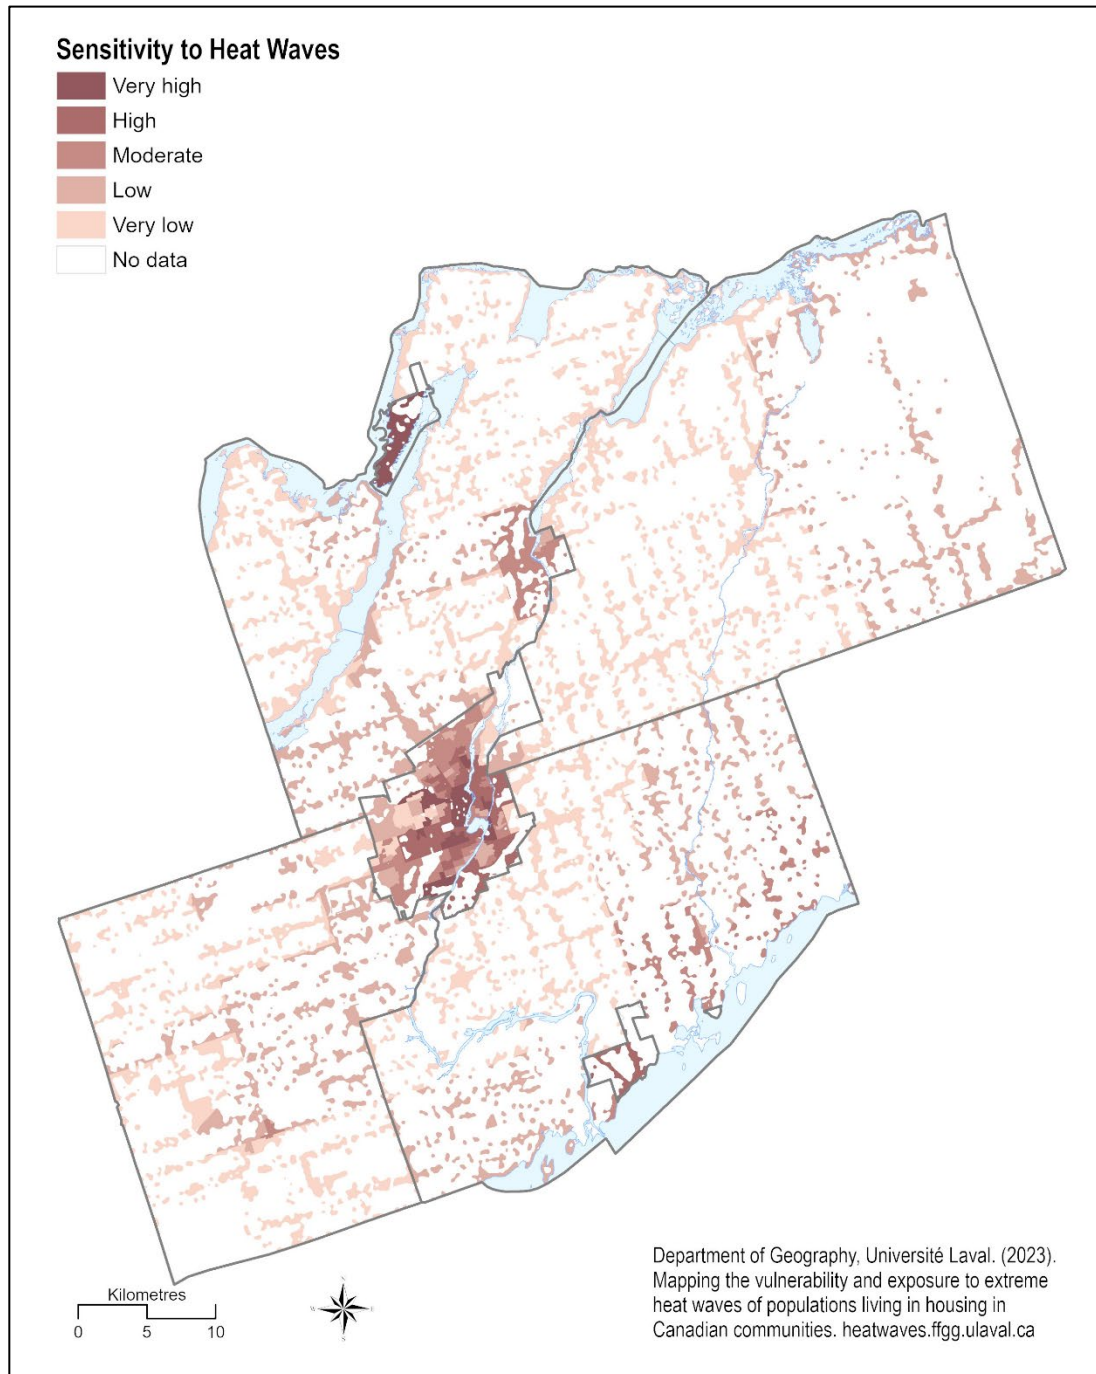 Sensitivity to Heat Waves
Very high
High
Moderate
Low
Very low
No data
Department of Geography, Université Laval. (2023).
Mapping the vulnerability and exposure to extreme
heat waves of populations living in housing in
Canadian communities. heatwaves.ffgg.ulaval.ca
Kilometres
0 5 10
N
W E
S